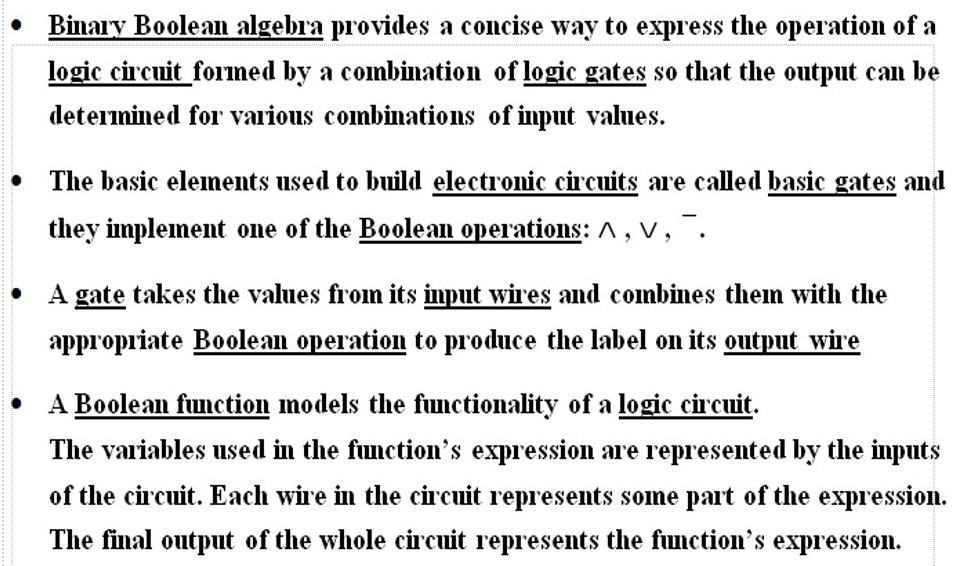 • Binary Boolean algebra provides a concise way to express the operation of a
logic circuit formed by a combination of logic gates so that the output can be
determined for various combinations of input values.
• The basic elements used to build electronic circuits are called basic gates and
they implement one of the Boolean operations: ∧ , ∨ , ¯ .
• A gate takes the values from its input wires and combines them with the
appropriate Boolean operation to produce the label on its output wire
• A Boolean function models the functionality of a logic circuit.
The variables used in the function’s expression are represented by the inputs
of the circuit. Each wire in the circuit represents some part of the expression.
The final output of the whole circuit represents the function’s expression.